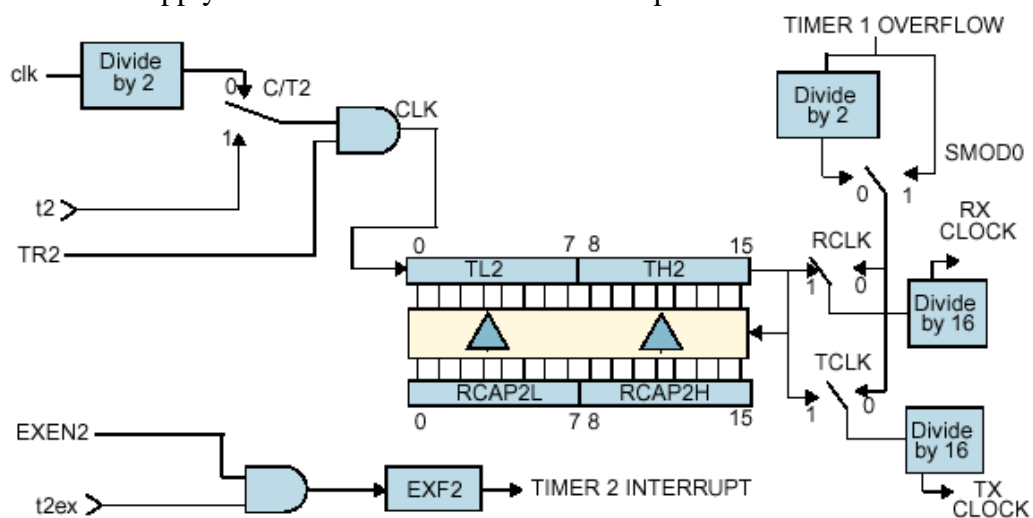 TIMER 1 OVERFLOW
clk
Divide
by 2
0
C/T2
CLK
1
t2
TR2
Divide
by 2
SMOD0
0
1
RX
CLOCK
RCLK
1
0
Divide
by 16
0
7
8
15
TL2
TH2
RCAP2L
RCAP2H
0
7
8
15
TCLK
1
0
Divide
by 16
TX
CLOCK
EXEN2
t2ex
EXF2
TIMER 2 INTERRUPT